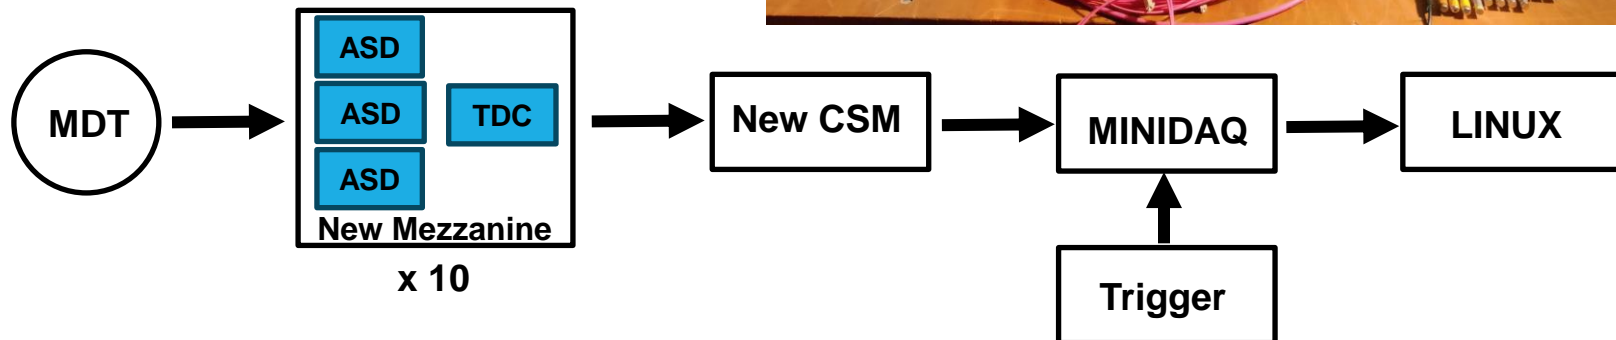 MDT
ASD
ASD
ASD
TDC
New Mezzanine
x 10
New CSM
MINIDAQ
Trigger
LINUX